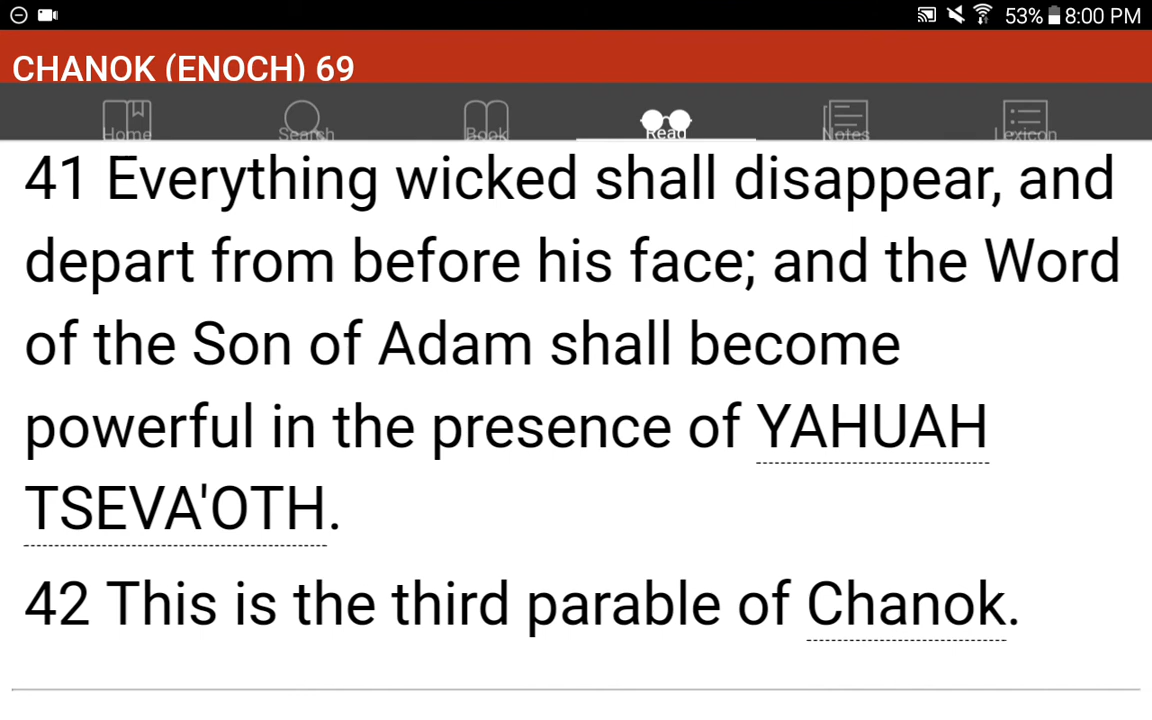 53% 8:00 PM
CHANOK (ENOCH) 69
Home Search Book Read Notes Lexicon
41 Everything wicked shall disappear, and
depart from before his face; and the Word
of the Son of Adam shall become
powerful in the presence of YAHUAH
TSEVA'OTH.
42 This is the third parable of Chanok.